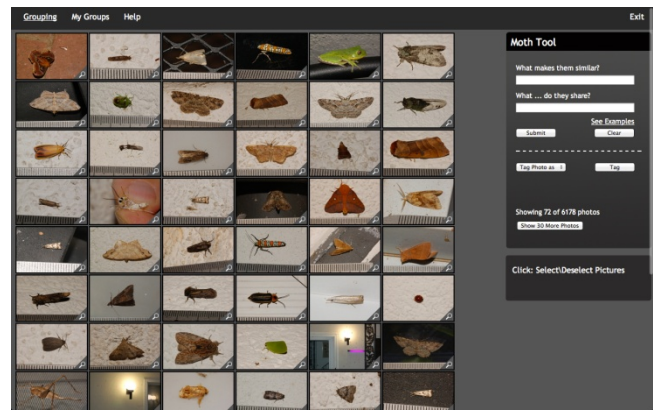 Grouping My Groups Help Exit
Moth Tool
What makes them similar?
What ... do they share?
See Examples
Submit Clear
Tag Photo as Tag
Showing 72 of 6178 photos
Show 30 More Photos
Click: Select\Deselect Pictures